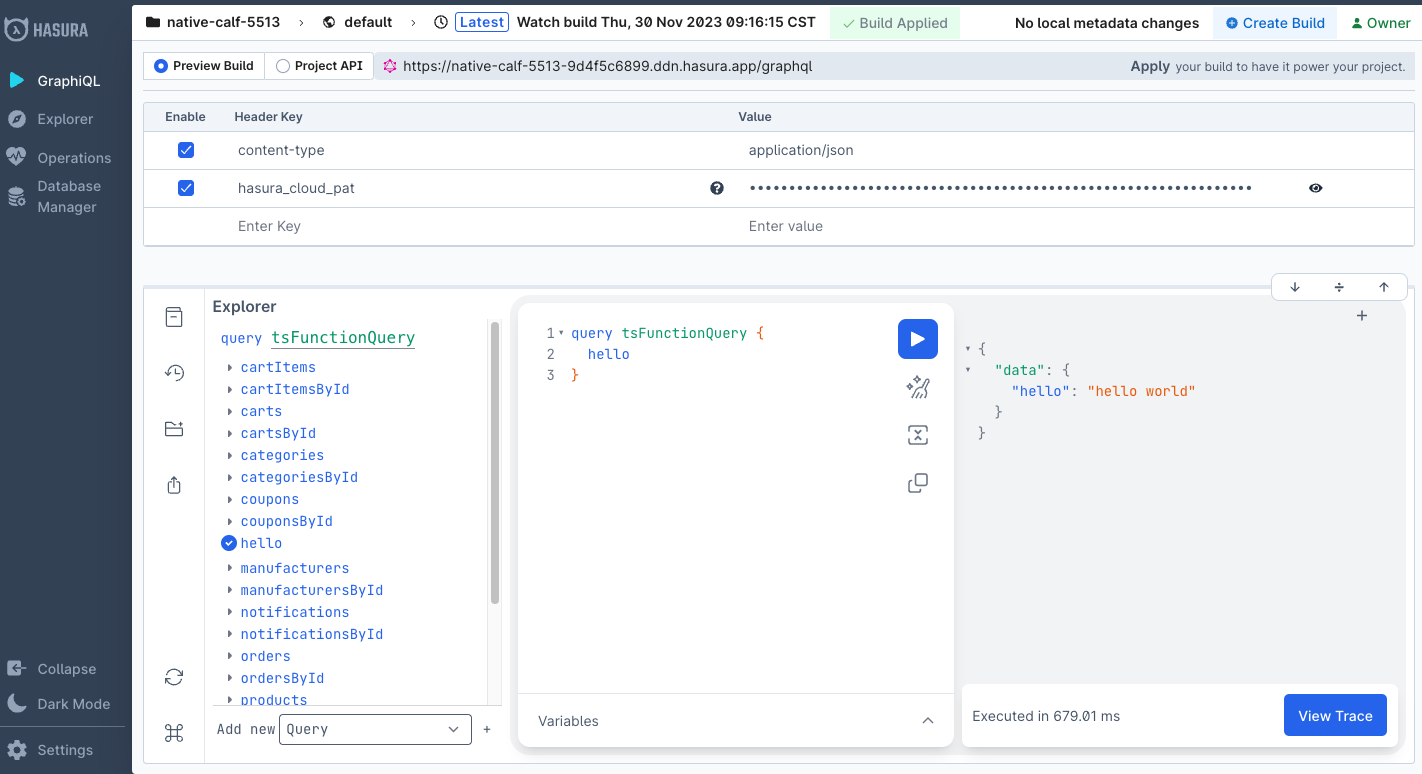 HASURA
native-calf-5513 › default › Latest Watch build Thu, 30 Nov 2023 09:16:15 CST Build Applied No local metadata changes Create Build Owner
GraphiQL
Explorer
Operations
Database
Manager
Collapse
Dark Mode
Settings
Preview Build Project API https://native-calf-5513-9d4f5c6899.ddn.hasura.app/graphql Apply your build to have it power your project.
Enable Header Key Value
content-type application/json
hasura_cloud_pat ••••••••••••••••••••••••••••••••••••••••••••••••••••••••••••••••
Enter Key Enter value
Explorer
query tsFunctionQuery
cartItems
cartItemsById
carts
cartsById
categories
categoriesById
coupons
couponsById
hello
manufacturers
manufacturersById
notifications
notificationsById
orders
ordersById
products
Add new Query +
1 query tsFunctionQuery {
2 hello
3 }
Variables
{
"data": {
"hello": "hello world"
}
}
Executed in 679.01 ms View Trace